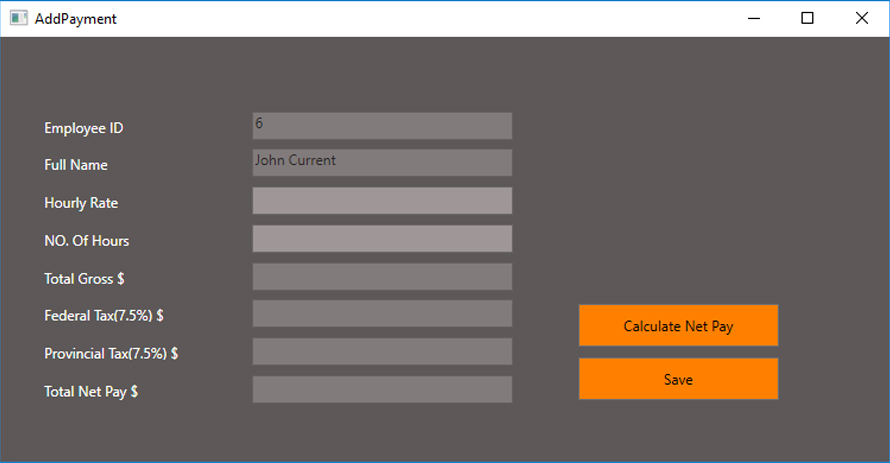 AddPayment
Employee ID 6
Full Name John Current
Hourly Rate
NO. Of Hours
Total Gross $
Federal Tax(7.5%) $
Calculate Net Pay
Provincial Tax(7.5%) $
Save
Total Net Pay $